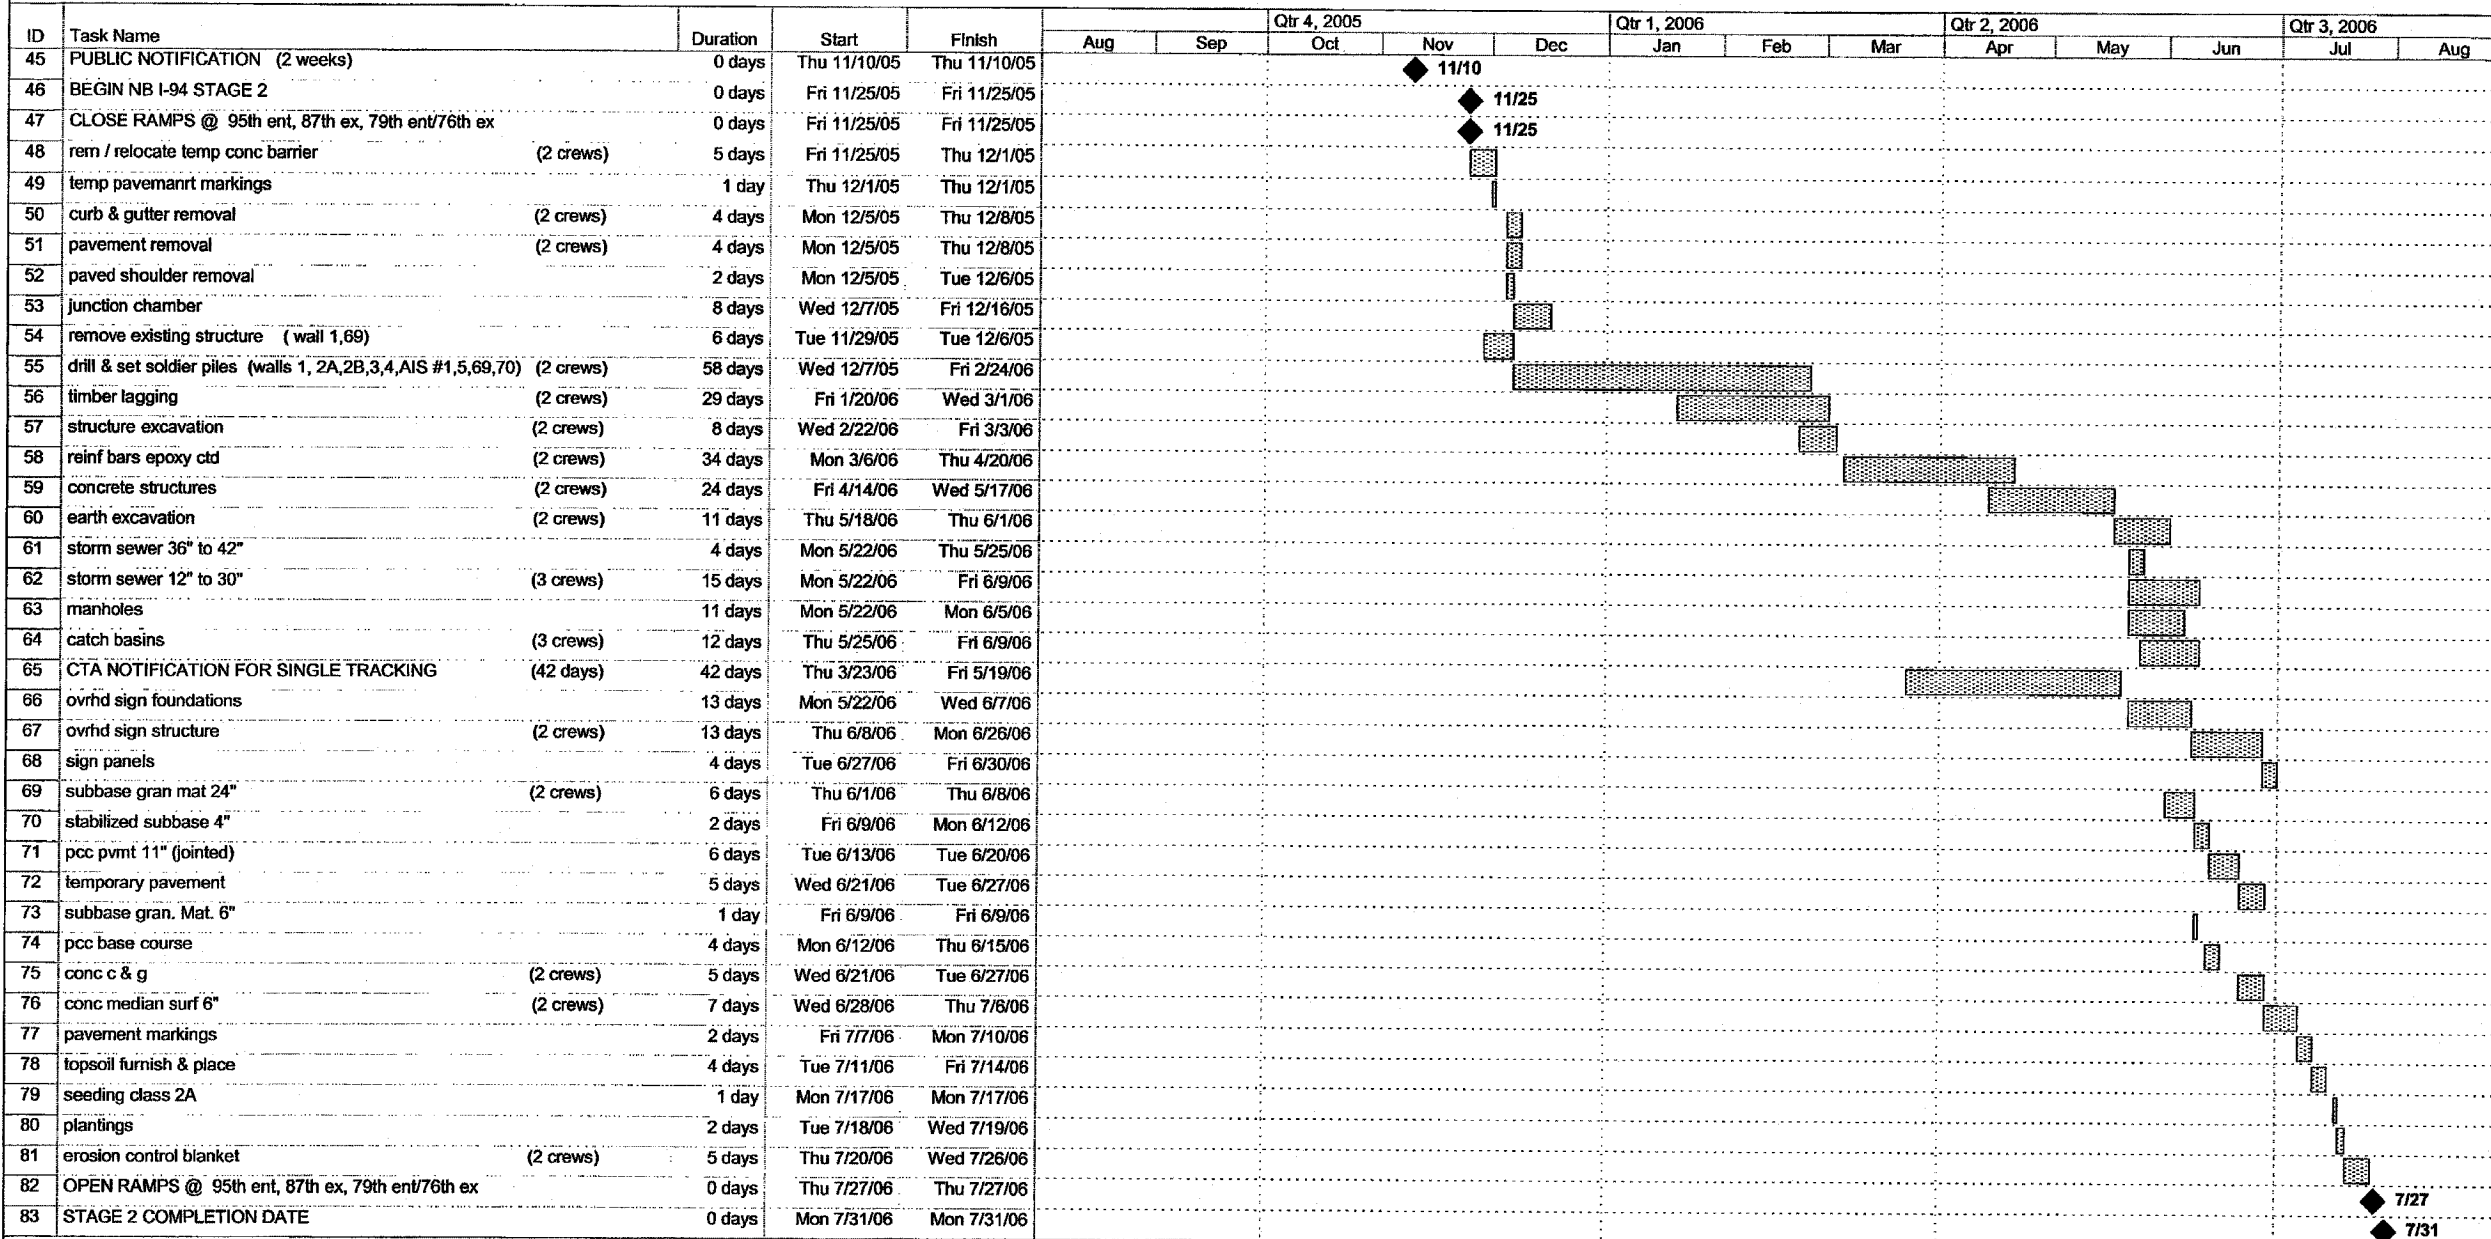 Qtr 4, 2005 Qtr 1, 2006 Qtr 2, 2006 Qtr 3, 2006
ID Task Name Duration Start Finish Aug Sep Oct Nov Dec Jan Feb Mar Apr May Jun Jul Aug
45 PUBLIC NOTIFICATION (2 weeks) 0 days Thu 11/10/05 Thu 11/10/05 11/10
46 BEGIN NB I-94 STAGE 2 0 days Fri 11/25/05 Fri 11/25/05 11/25
47 CLOSE RAMPS @ 95th ent, 87th ex, 79th ent/76th ex 0 days Fri 11/25/05 Fri 11/25/05 11/25
48 rem / relocate temp conc barrier (2 crews) 5 days Fri 11/25/05 Thu 12/1/05
49 temp pavemanrt markings 1 day Thu 12/1/05 Thu 12/1/05
50 curb & gutter removal (2 crews) 4 days Mon 12/5/05 Thu 12/8/05
51 pavement removal (2 crews) 4 days Mon 12/5/05 Thu 12/8/05
52 paved shoulder removal 2 days Mon 12/5/05 Tue 12/6/05
53 junction chamber 8 days Wed 12/7/05 Fri 12/16/05
54 remove existing structure ( wall 1,69) 6 days Tue 11/29/05 Tue 12/6/05
55 drill & set soldier piles (walls 1, 2A,2B,3,4,AIS #1,5,69,70) (2 crews) 58 days Wed 12/7/05 Fri 2/24/06
56 timber lagging (2 crews) 29 days Fri 1/20/06 Wed 3/1/06
57 structure excavation (2 crews) 8 days Wed 2/22/06 Fri 3/3/06
58 reinf bars epoxy ctd (2 crews) 34 days Mon 3/6/06 Thu 4/20/06
59 concrete structures (2 crews) 24 days Fri 4/14/06 Wed 5/17/06
60 earth excavation (2 crews) 11 days Thu 5/18/06 Thu 6/1/06
61 storm sewer 36" to 42" 4 days Mon 5/22/06 Thu 5/25/06
62 storm sewer 12" to 30" (3 crews) 15 days Mon 5/22/06 Fri 6/9/06
63 manholes 11 days Mon 5/22/06 Mon 6/5/06
64 catch basins (3 crews) 12 days Thu 5/25/06 Fri 6/9/06
65 CTA NOTIFICATION FOR SINGLE TRACKING (42 days) 42 days Thu 3/23/06 Fri 5/19/06
66 ovrhd sign foundations 13 days Mon 5/22/06 Wed 6/7/06
67 ovrhd sign structure (2 crews) 13 days Thu 6/8/06 Mon 6/26/06
68 sign panels 4 days Tue 6/27/06 Fri 6/30/06
69 subbase gran mat 24" (2 crews) 6 days Thu 6/1/06 Thu 6/8/06
70 stabilized subbase 4" 2 days Fri 6/9/06 Mon 6/12/06
71 pcc pvmt 11" (jointed) 6 days Tue 6/13/06 Tue 6/20/06
72 temporary pavement 5 days Wed 6/21/06 Tue 6/27/06
73 subbase gran. Mat. 6" 1 day Fri 6/9/06 Fri 6/9/06
74 pcc base course 4 days Mon 6/12/06 Thu 6/15/06
75 conc c & g (2 crews) 5 days Wed 6/21/06 Tue 6/27/06
76 conc median surf 6" (2 crews) 7 days Wed 6/28/06 Thu 7/6/06
77 pavement markings 2 days Fri 7/7/06 Mon 7/10/06
78 topsoil furnish & place 4 days Tue 7/11/06 Fri 7/14/06
79 seeding class 2A 1 day Mon 7/17/06 Mon 7/17/06
80 plantings 2 days Tue 7/18/06 Wed 7/19/06
81 erosion control blanket (2 crews) 5 days Thu 7/20/06 Wed 7/26/06
82 OPEN RAMPS @ 95th ent, 87th ex, 79th ent/76th ex 0 days Thu 7/27/06 Thu 7/27/06 7/27
83 STAGE 2 COMPLETION DATE 0 days Mon 7/31/06 Mon 7/31/06 7/31